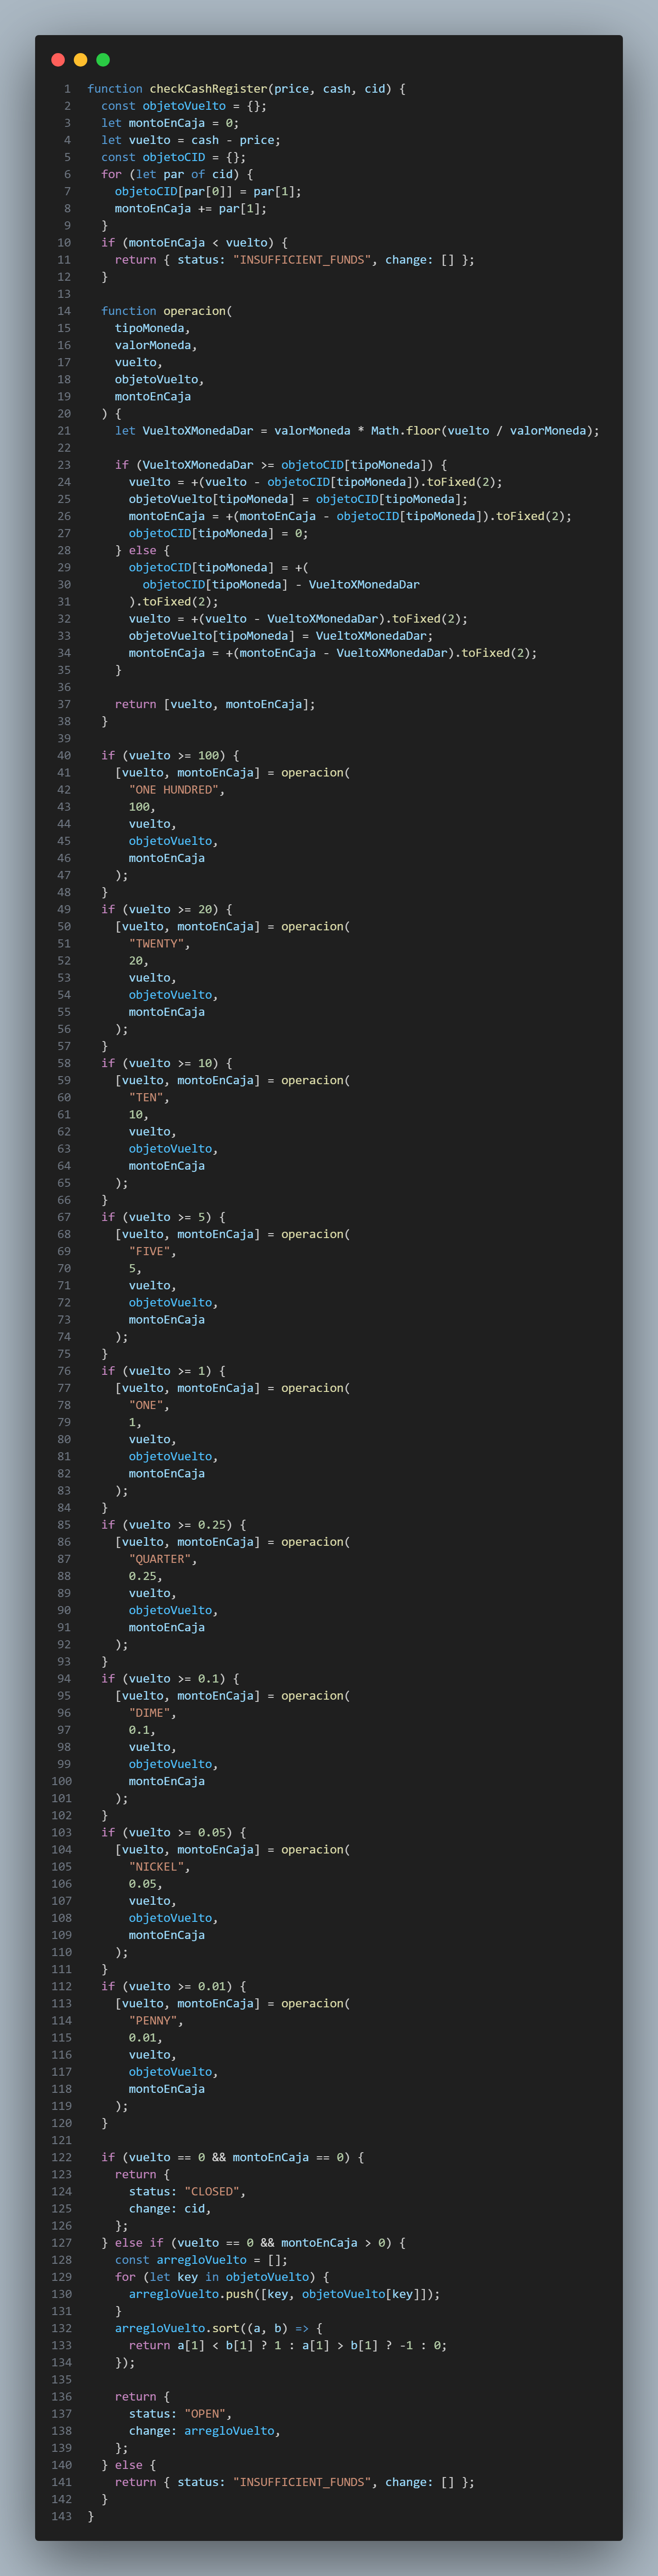 1 function checkCashRegister(price, cash, cid) {
2   const objetoVuelto = {};
3   let montoEnCaja = 0;
4   let vuelto = cash - price;
5   const objetoCID = {};
6   for (let par of cid) {
7     objetoCID[par[0]] = par[1];
8     montoEnCaja += par[1];
9   }
10   if (montoEnCaja < vuelto) {
11     return { status: "INSUFFICIENT_FUNDS", change: [] };
12   }
13
14   function operacion(
15     tipoMoneda,
16     valorMoneda,
17     vuelto,
18     objetoVuelto,
19     montoEnCaja
20   ) {
21     let VueltoXMonedaDar = valorMoneda * Math.floor(vuelto / valorMoneda);
22
23     if (VueltoXMonedaDar >= objetoCID[tipoMoneda]) {
24       vuelto = +(vuelto - objetoCID[tipoMoneda]).toFixed(2);
25       objetoVuelto[tipoMoneda] = objetoCID[tipoMoneda];
26       montoEnCaja = +(montoEnCaja - objetoCID[tipoMoneda]).toFixed(2);
27       objetoCID[tipoMoneda] = 0;
28     } else {
29       objetoCID[tipoMoneda] = +(
30         objetoCID[tipoMoneda] - VueltoXMonedaDar
31       ).toFixed(2);
32       vuelto = +(vuelto - VueltoXMonedaDar).toFixed(2);
33       objetoVuelto[tipoMoneda] = VueltoXMonedaDar;
34       montoEnCaja = +(montoEnCaja - VueltoXMonedaDar).toFixed(2);
35     }
36
37     return [vuelto, montoEnCaja];
38   }
39
40   if (vuelto >= 100) {
41     [vuelto, montoEnCaja] = operacion(
42       "ONE HUNDRED",
43       100,
44       vuelto,
45       objetoVuelto,
46       montoEnCaja
47     );
48   }
49   if (vuelto >= 20) {
50     [vuelto, montoEnCaja] = operacion(
51       "TWENTY",
52       20,
53       vuelto,
54       objetoVuelto,
55       montoEnCaja
56     );
57   }
58   if (vuelto >= 10) {
59     [vuelto, montoEnCaja] = operacion(
60       "TEN",
61       10,
62       vuelto,
63       objetoVuelto,
64       montoEnCaja
65     );
66   }
67   if (vuelto >= 5) {
68     [vuelto, montoEnCaja] = operacion(
69       "FIVE",
70       5,
71       vuelto,
72       objetoVuelto,
73       montoEnCaja
74     );
75   }
76   if (vuelto >= 1) {
77     [vuelto, montoEnCaja] = operacion(
78       "ONE",
79       1,
80       vuelto,
81       objetoVuelto,
82       montoEnCaja
83     );
84   }
85   if (vuelto >= 0.25) {
86     [vuelto, montoEnCaja] = operacion(
87       "QUARTER",
88       0.25,
89       vuelto,
90       objetoVuelto,
91       montoEnCaja
92     );
93   }
94   if (vuelto >= 0.1) {
95     [vuelto, montoEnCaja] = operacion(
96       "DIME",
97       0.1,
98       vuelto,
99       objetoVuelto,
100       montoEnCaja
101     );
102   }
103   if (vuelto >= 0.05) {
104     [vuelto, montoEnCaja] = operacion(
105       "NICKEL",
106       0.05,
107       vuelto,
108       objetoVuelto,
109       montoEnCaja
110     );
111   }
112   if (vuelto >= 0.01) {
113     [vuelto, montoEnCaja] = operacion(
114       "PENNY",
115       0.01,
116       vuelto,
117       objetoVuelto,
118       montoEnCaja
119     );
120   }
121
122   if (vuelto == 0 && montoEnCaja == 0) {
123     return {
124       status: "CLOSED",
125       change: cid,
126     };
127   } else if (vuelto == 0 && montoEnCaja > 0) {
128     const arregloVuelto = [];
129     for (let key in objetoVuelto) {
130       arregloVuelto.push([key, objetoVuelto[key]]);
131     }
132     arregloVuelto.sort((a, b) => {
133       return a[1] < b[1] ? 1 : a[1] > b[1] ? -1 : 0;
134     });
135
136     return {
137       status: "OPEN",
138       change: arregloVuelto,
139     };
140   } else {
141     return { status: "INSUFFICIENT_FUNDS", change: [] };
142   }
143 }